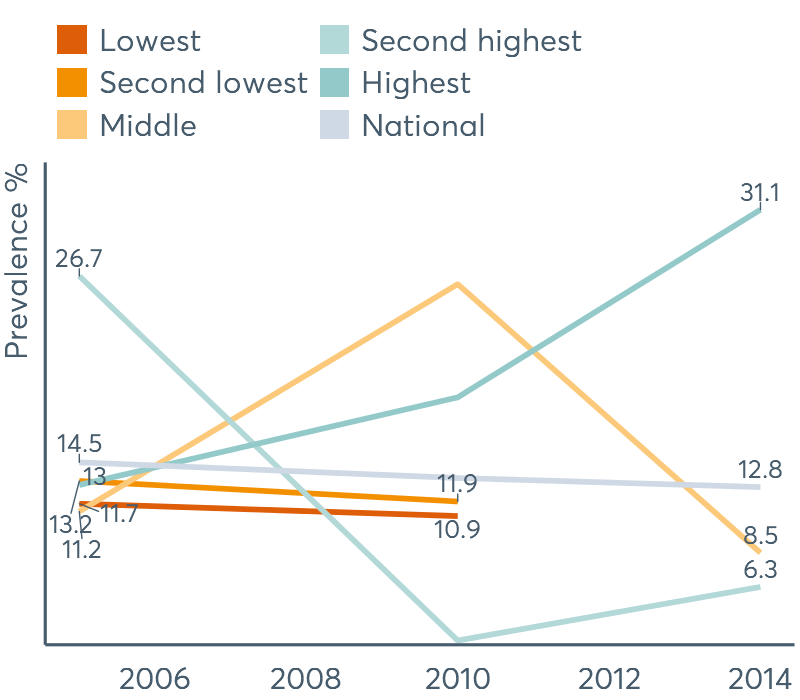 Lowest
Second lowest
Middle
Second highest
Highest
National
Prevalence %
31.1
26.7
14.5
13
13.2
11.7
11.2
11.9
10.9
12.8
8.5
6.3
2006 2008 2010 2012 2014